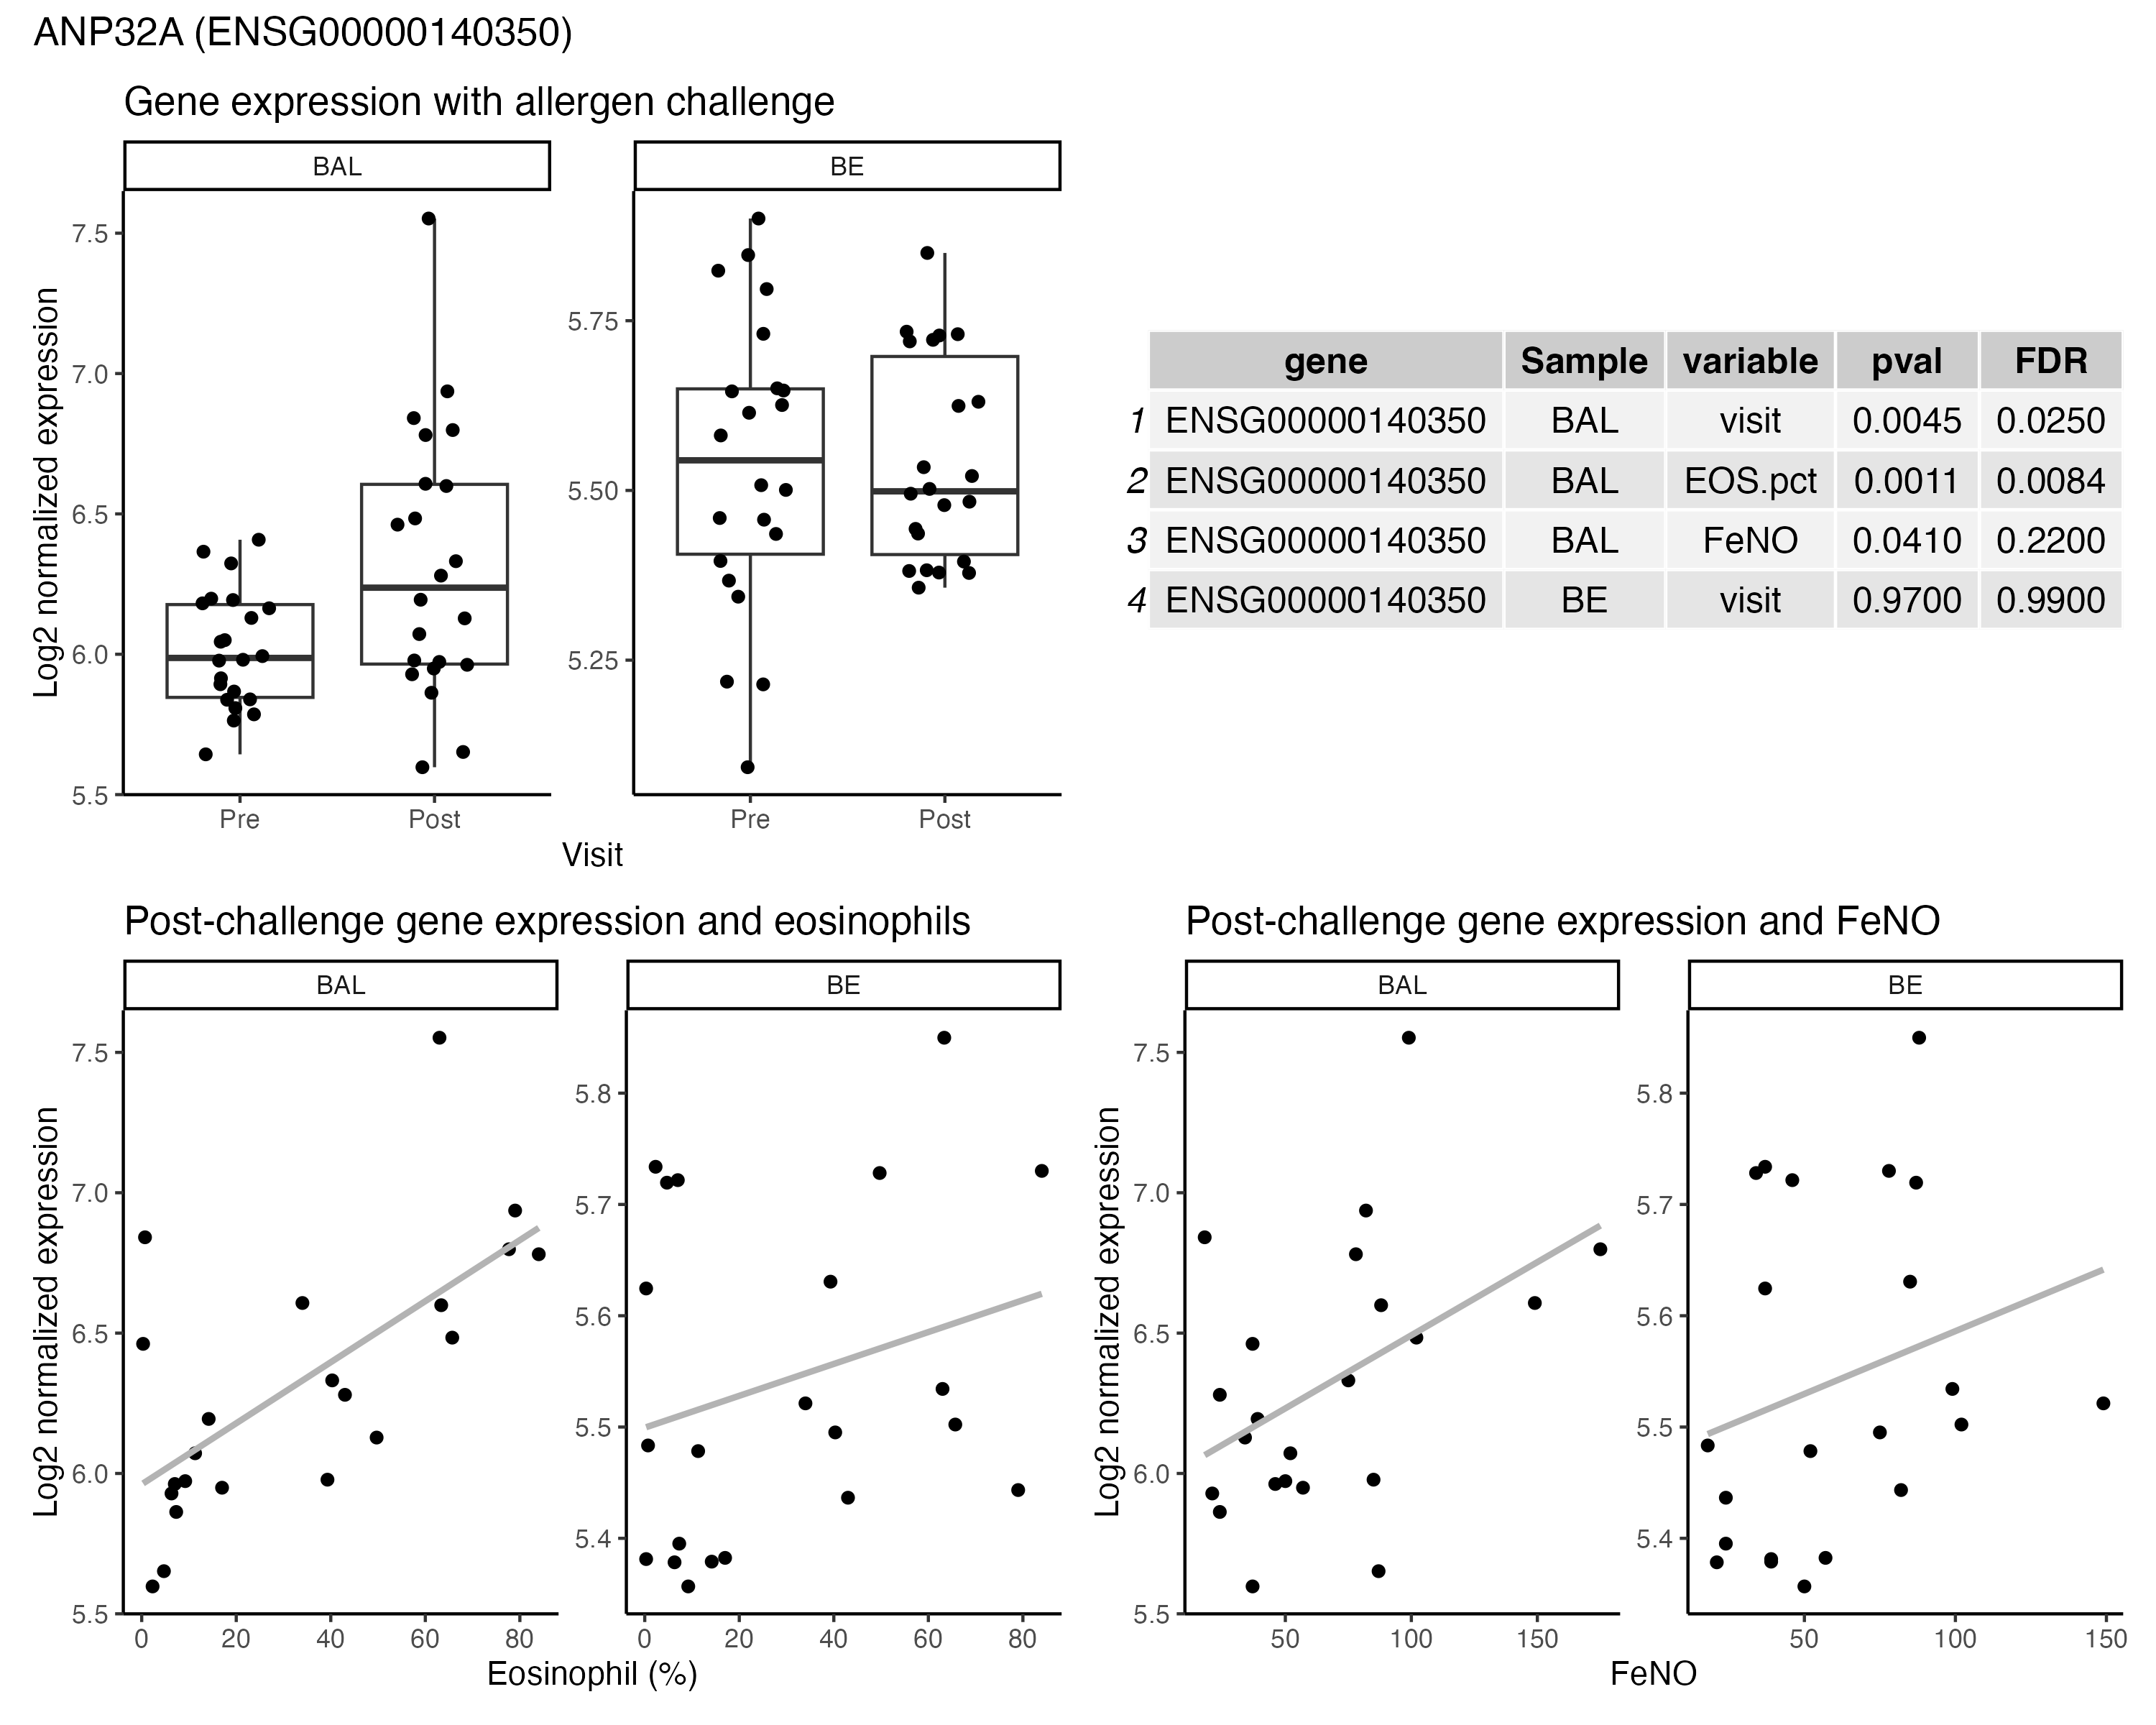 ANP32A (ENSG00000140350)
Gene expression with allergen challenge
BAL
BE
Log2 normalized expression
7.5
7.0
6.5
6.0
5.5
5.75
5.50
5.25
Pre
Post
Pre
Post
Visit
gene Sample variable pval FDR
1 ENSG00000140350 BAL visit 0.0045 0.0250
2 ENSG00000140350 BAL EOS.pct 0.0011 0.0084
3 ENSG00000140350 BAL FeNO 0.0410 0.2200
4 ENSG00000140350 BE visit 0.9700 0.9900
Post-challenge gene expression and eosinophils
BAL
BE
Log2 normalized expression
7.5
7.0
6.5
6.0
5.5
5.8
5.7
5.6
5.5
5.4
0 20 40 60 80
0 20 40 60 80
Eosinophil (%)
Post-challenge gene expression and FeNO
BAL
BE
Log2 normalized expression
7.5
7.0
6.5
6.0
5.5
5.8
5.7
5.6
5.5
5.4
50 100 150
50 100 150
FeNO